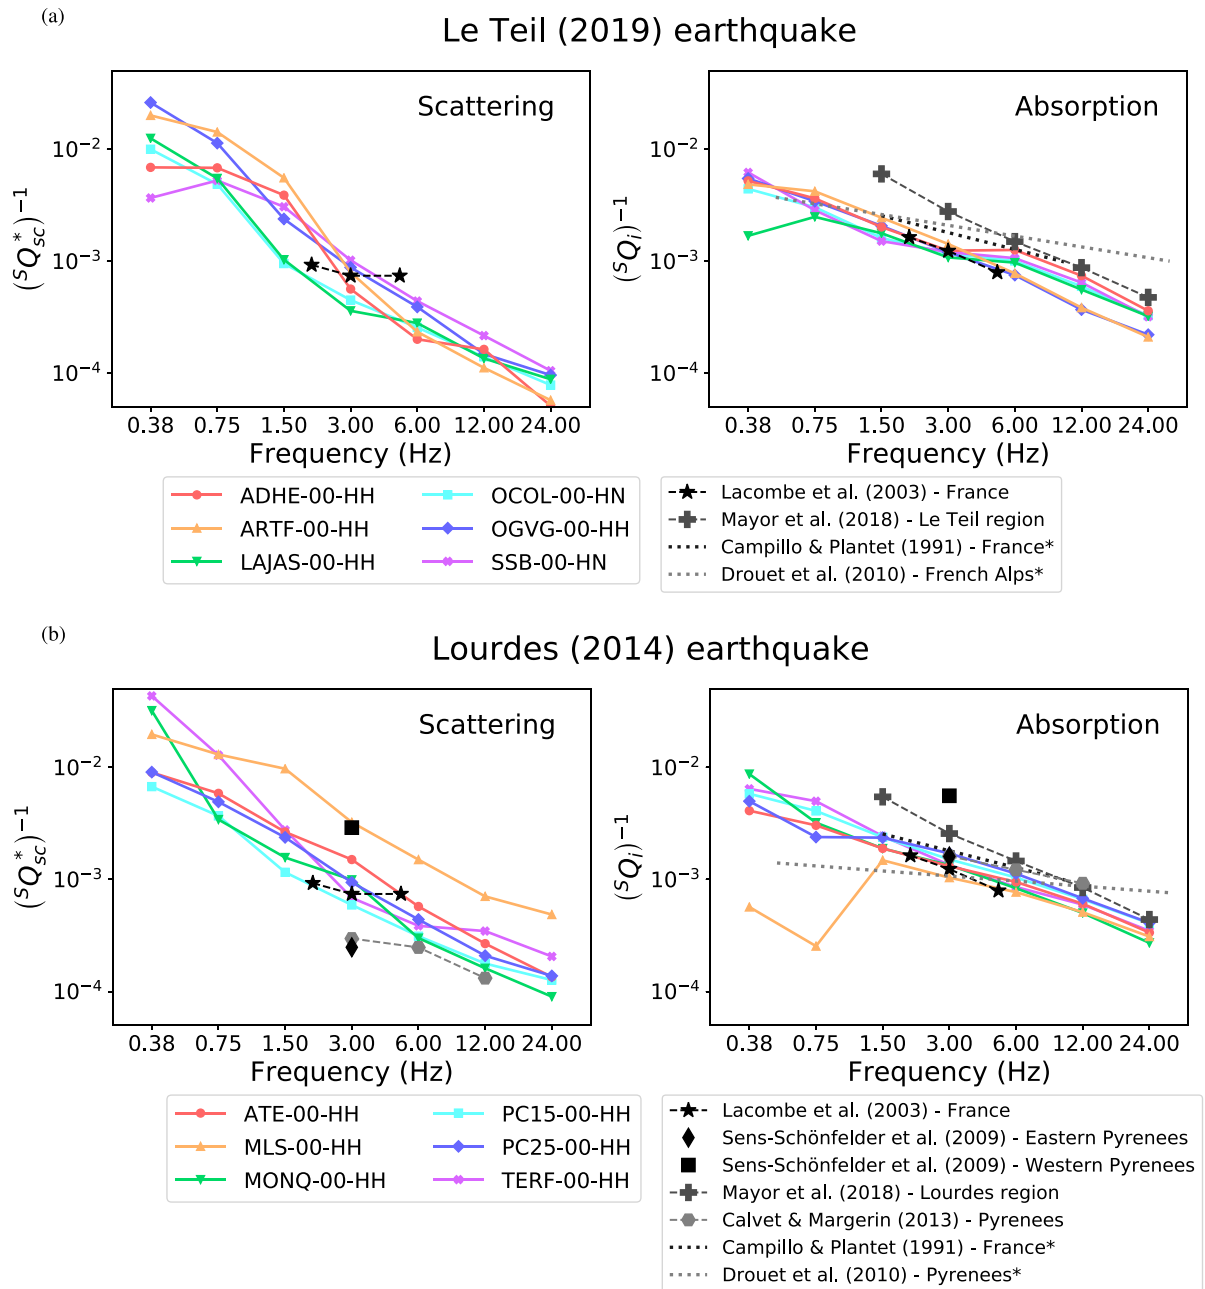 (a)
Le Teil (2019) earthquake
Scattering
Absorption
10⁻²
10⁻³
10⁻⁴
(ˢQ*ₛ꜀)⁻¹
0.38 0.75 1.50 3.00 6.00 12.00 24.00
Frequency (Hz)
10⁻²
10⁻³
10⁻⁴
(ˢQᵢ)⁻¹
0.38 0.75 1.50 3.00 6.00 12.00 24.00
Frequency (Hz)
ADHE-00-HH
ARTF-00-HH
LAJAS-00-HH
OCOL-00-HN
OGVG-00-HH
SSB-00-HN
Lacombe et al. (2003) - France
Mayor et al. (2018) - Le Teil region
Campillo & Plantet (1991) - France*
Drouet et al. (2010) - French Alps*
(b)
Lourdes (2014) earthquake
Scattering
Absorption
10⁻²
10⁻³
10⁻⁴
(ˢQ*ₛ꜀)⁻¹
0.38 0.75 1.50 3.00 6.00 12.00 24.00
Frequency (Hz)
10⁻²
10⁻³
10⁻⁴
(ˢQᵢ)⁻¹
0.38 0.75 1.50 3.00 6.00 12.00 24.00
Frequency (Hz)
ATE-00-HH
MLS-00-HH
MONQ-00-HH
PC15-00-HH
PC25-00-HH
TERF-00-HH
Lacombe et al. (2003) - France
Sens-Schönfelder et al. (2009) - Eastern Pyrenees
Sens-Schönfelder et al. (2009) - Western Pyrenees
Mayor et al. (2018) - Lourdes region
Calvet & Margerin (2013) - Pyrenees
Campillo & Plantet (1991) - France*
Drouet et al. (2010) - Pyrenees*